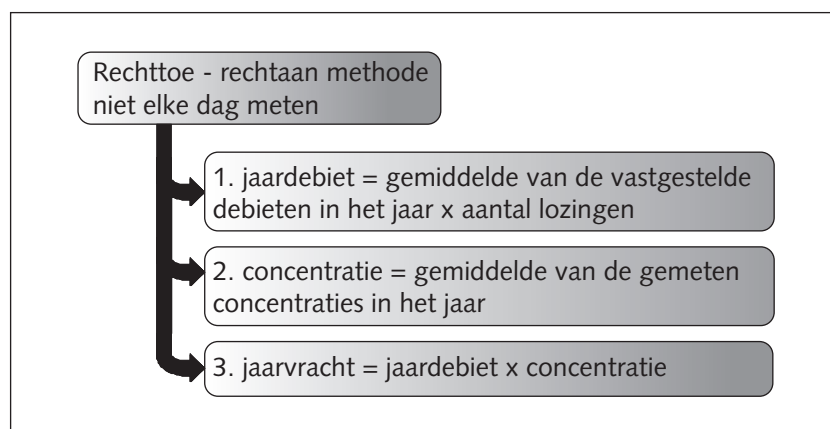 Rechttoe - rechtaan methode
niet elke dag meten
1. jaardebiet = gemiddelde van de vastgestelde
debieten in het jaar x aantal lozingen
2. concentratie = gemiddelde van de gemeten
concentraties in het jaar
3. jaarvracht = jaardebiet x concentratie